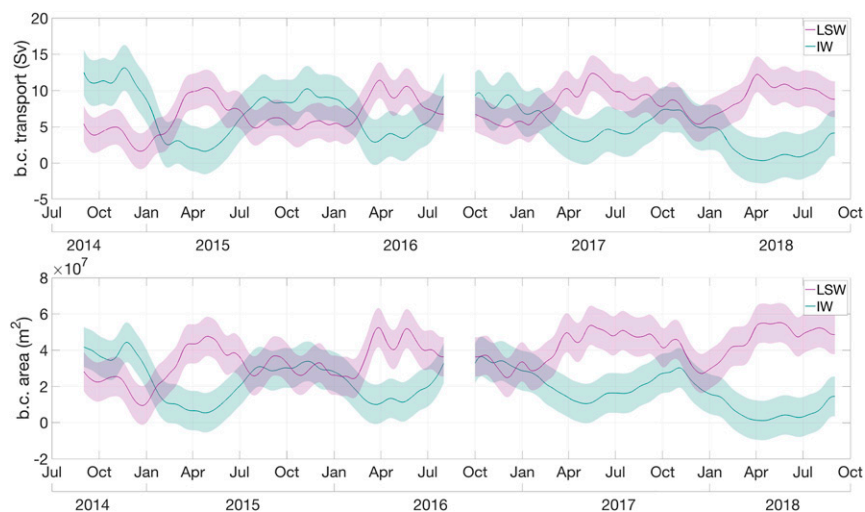 20
15
10
5
0
-5
b.c. transport (Sv)
LSW
IW
Jul Oct Jan Apr Jul Oct Jan Apr Jul Oct Jan Apr Jul Oct Jan Apr Jul Oct
2014 2015 2016 2017 2018
×10⁷
8
6
4
2
0
-2
b.c. area (m²)
LSW
IW
Jul Oct Jan Apr Jul Oct Jan Apr Jul Oct Jan Apr Jul Oct Jan Apr Jul Oct
2014 2015 2016 2017 2018